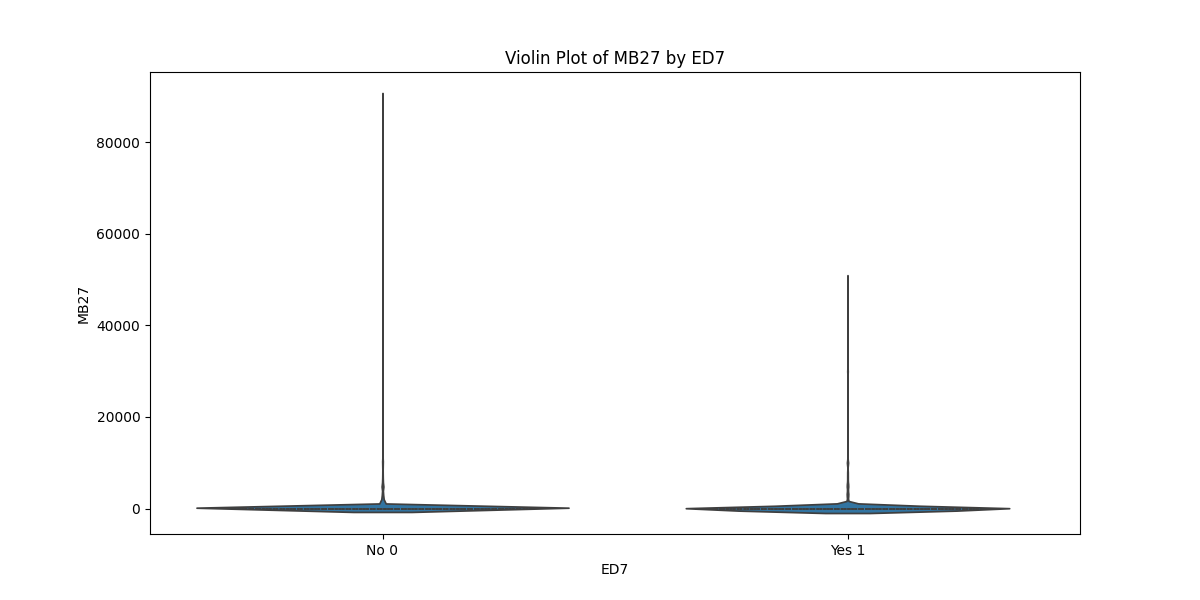 Violin Plot of MB27 by ED7
80000
60000
40000
20000
0
MB27
No 0
Yes 1
ED7